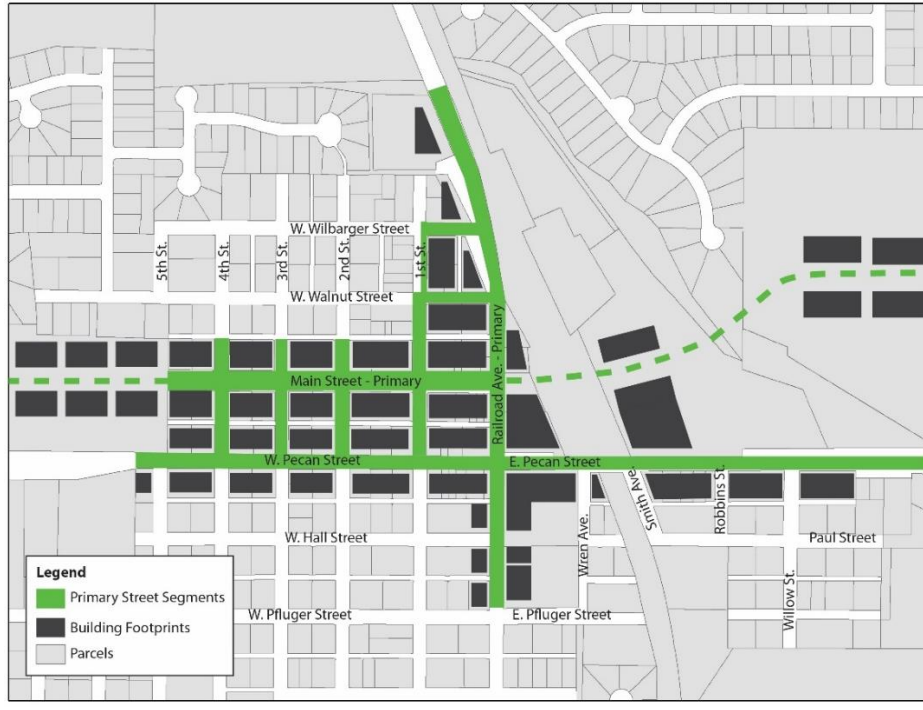 W. Wilbarger Street
5th St.
4th St.
3rd St.
2nd St.
1st St.
W. Walnut Street
Railroad Ave. - Primary
Main Street - Primary
W. Pecan Street
E. Pecan Street
Smith Ave.
Robbins St.
Wren Ave.
W. Hall Street
Paul Street
Willow St.
W. Pfluger Street
E. Pfluger Street
Legend
Primary Street Segments
Building Footprints
Parcels